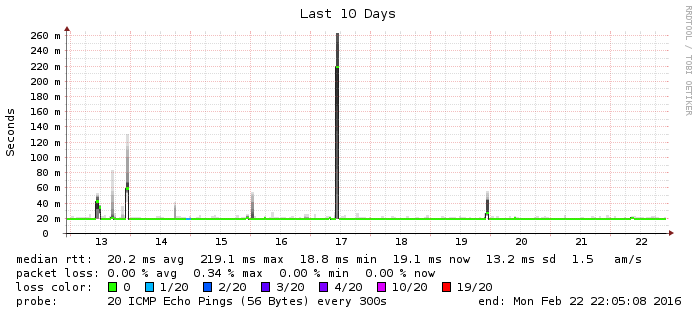 Last 10 Days
RRDTOOL / TOBI OETIKER
Seconds
260 m
240 m
220 m
200 m
180 m
160 m
140 m
120 m
100 m
80 m
60 m
40 m
20 m
0
13 14 15 16 17 18 19 20 21 22
median rtt: 20.2 ms avg 219.1 ms max 18.8 ms min 19.1 ms now 13.2 ms sd 1.5 am/s
packet loss: 0.00 % avg 0.34 % max 0.00 % min 0.00 % now
loss color: 0 1/20 2/20 3/20 4/20 10/20 19/20
probe: 20 ICMP Echo Pings (56 Bytes) every 300s end: Mon Feb 22 22:05:08 2016